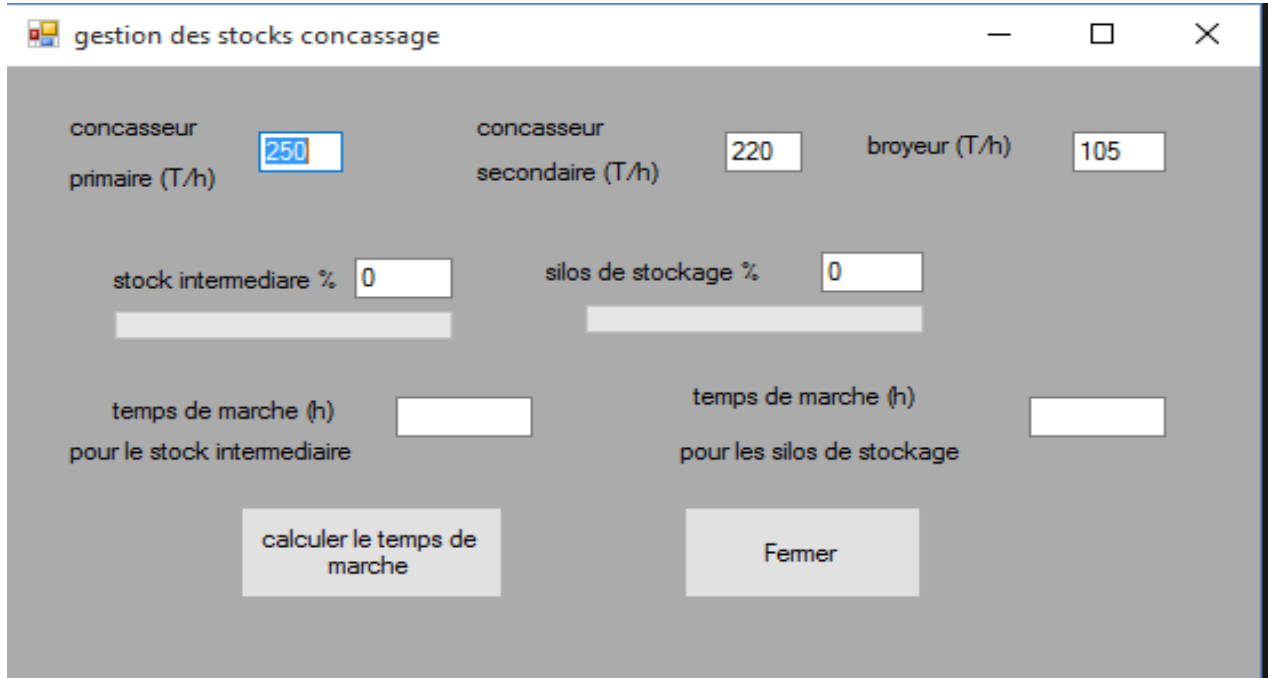 gestion des stocks concassage
concasseur
primaire (T/h)
250
concasseur
secondaire (T/h)
220
broyeur (T/h)
105
stock intermediare %
0
silos de stockage %
0
temps de marche (h)
pour le stock intermediaire
temps de marche (h)
pour les silos de stockage
calculer le temps de
marche
Fermer